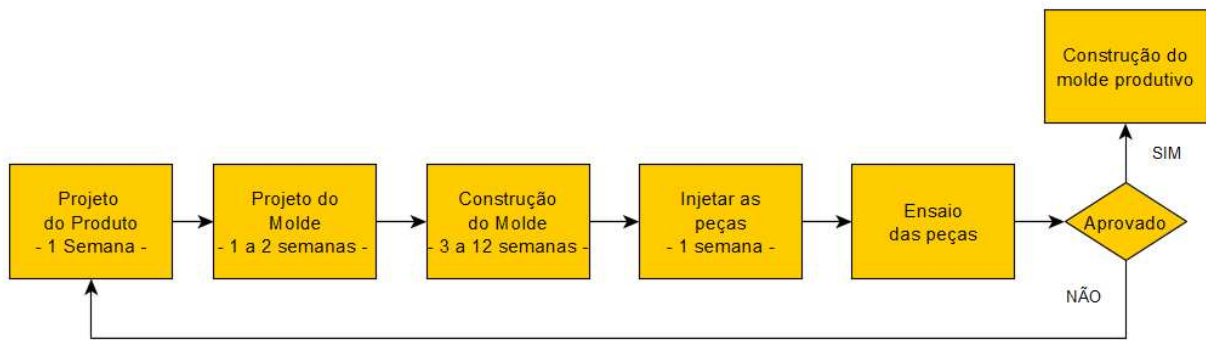 Construção do
molde produtivo
SIM
Projeto
do Produto
- 1 Semana -
Projeto do
Molde
- 1 a 2 semanas -
Construção
do Molde
- 3 a 12 semanas -
Injetar as
peças
- 1 semana -
Ensaio
das peças
Aprovado
NÃO